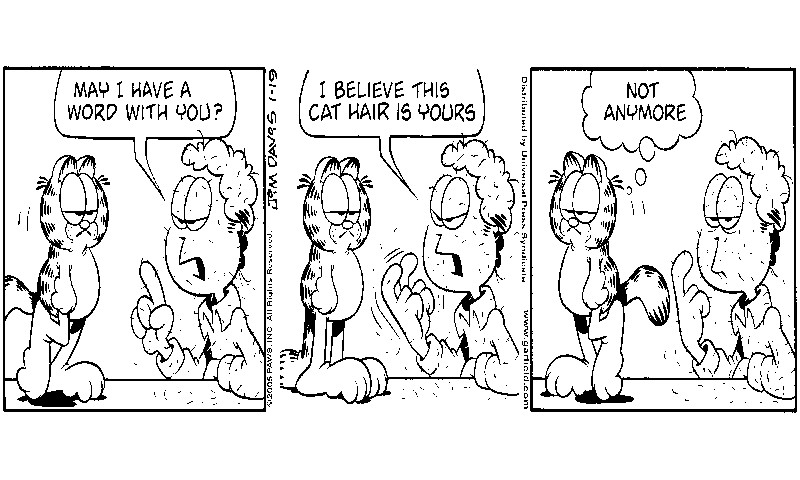 MAY I HAVE A
WORD WITH YOU?
JIM DAVIS 1-19
©2005 PAWS, INC. All Rights Reserved.
I BELIEVE THIS
CAT HAIR IS YOURS
Distributed by Universal Press Syndicate
www.garfield.com
NOT
ANYMORE